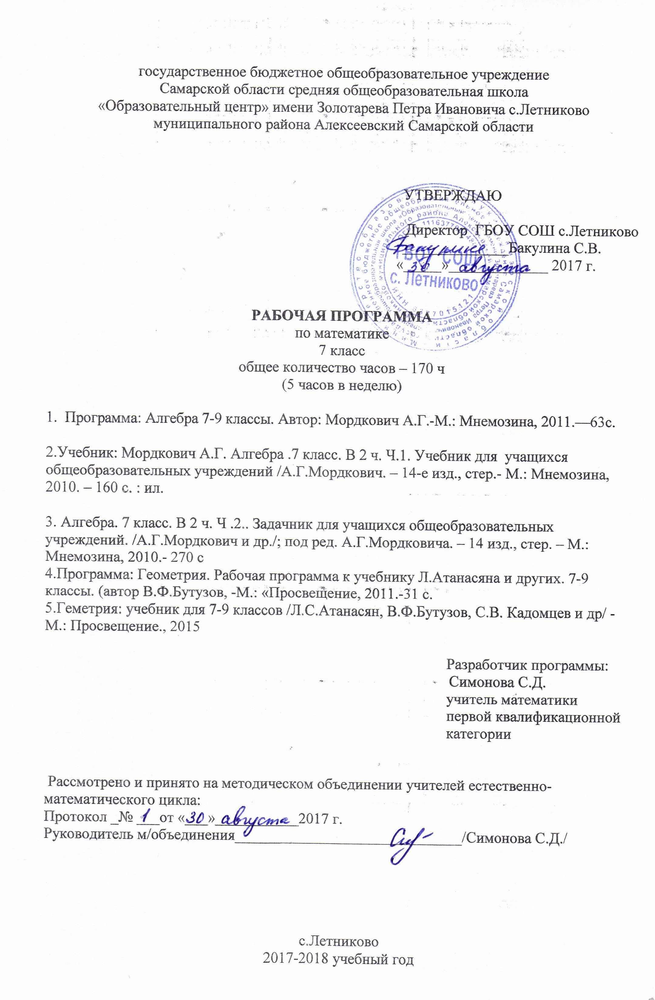 государственное бюджетное общеобразовательное учреждение
Самарской области средняя общеобразовательная школа
«Образовательный центр» имени Золотарева Петра Ивановича с.Летниково
муниципального района Алексеевский Самарской области
УТВЕРЖДАЮ
Директор ГБОУ СОШ с.Летниково
Бакулина С.В.
«30» августа 2017 г.
ГБОУ СОШ
с. Летниково
РАБОЧАЯ ПРОГРАММА
по математике
7 класс
общее количество часов – 170 ч
(5 часов в неделю)
1. Программа: Алгебра 7-9 классы. Автор: Мордкович А.Г.-М.: Мнемозина, 2011.—63с.
2.Учебник: Мордкович А.Г. Алгебра .7 класс. В 2 ч. Ч.1. Учебник для учащихся
общеобразовательных учреждений /А.Г.Мордкович. – 14-е изд., стер.- М.: Мнемозина,
2010. – 160 с. : ил.
3. Алгебра. 7 класс. В 2 ч. Ч .2.. Задачник для учащихся общеобразовательных
учреждений. /А.Г.Мордкович и др./; под ред. А.Г.Мордковича. – 14 изд., стер. – М.:
Мнемозина, 2010.- 270 с
4.Программа: Геометрия. Рабочая программа к учебнику Л.Атанасяна и других. 7-9
классы. (автор В.Ф.Бутузов, -М.: «Просвещение, 2011.-31 с.
5.Геметрия: учебник для 7-9 классов /Л.С.Атанасян, В.Ф.Бутузов, С.В. Кадомцев и др/ -
М.: Просвещение., 2015
Разработчик программы:
Симонова С.Д.
учитель математики
первой квалификационной
категории
Рассмотрено и принято на методическом объединении учителей естественно-
математического цикла:
Протокол _№ 1 от «30» августа 2017 г.
Руководитель м/объединения /Симонова С.Д./
с.Летниково
2017-2018 учебный год